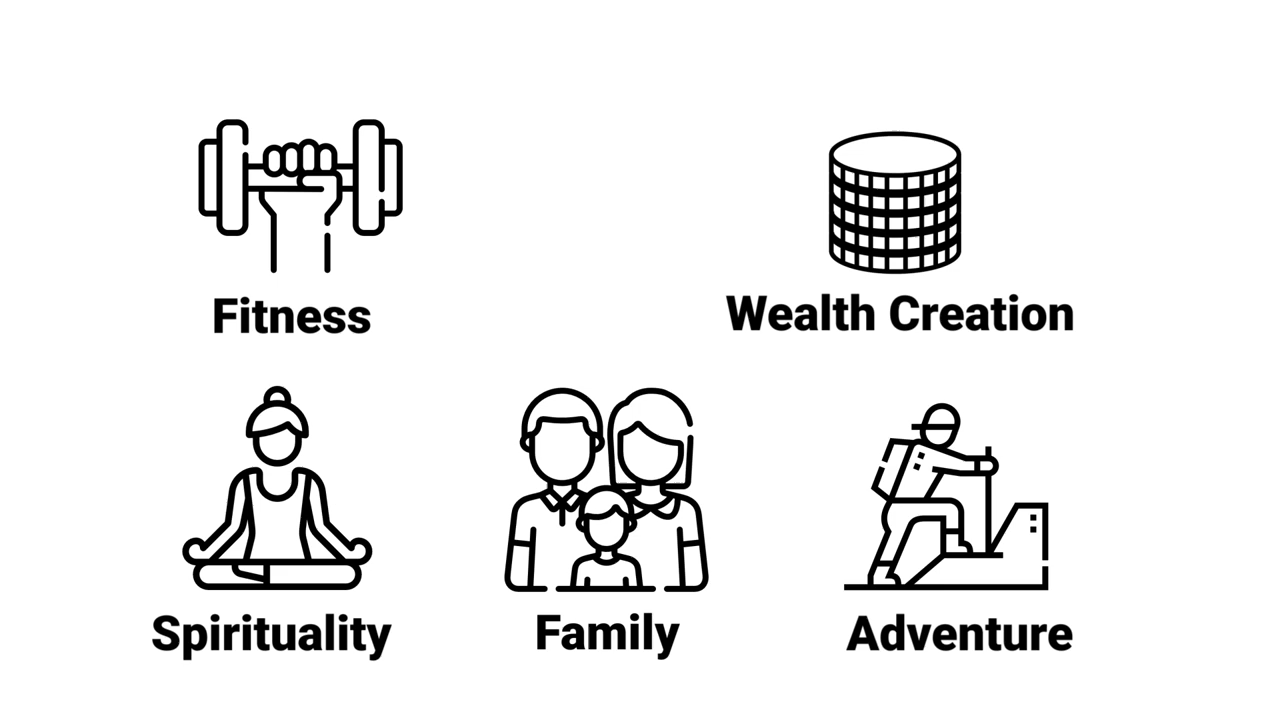 Fitness
Wealth Creation
Spirituality
Family
Adventure